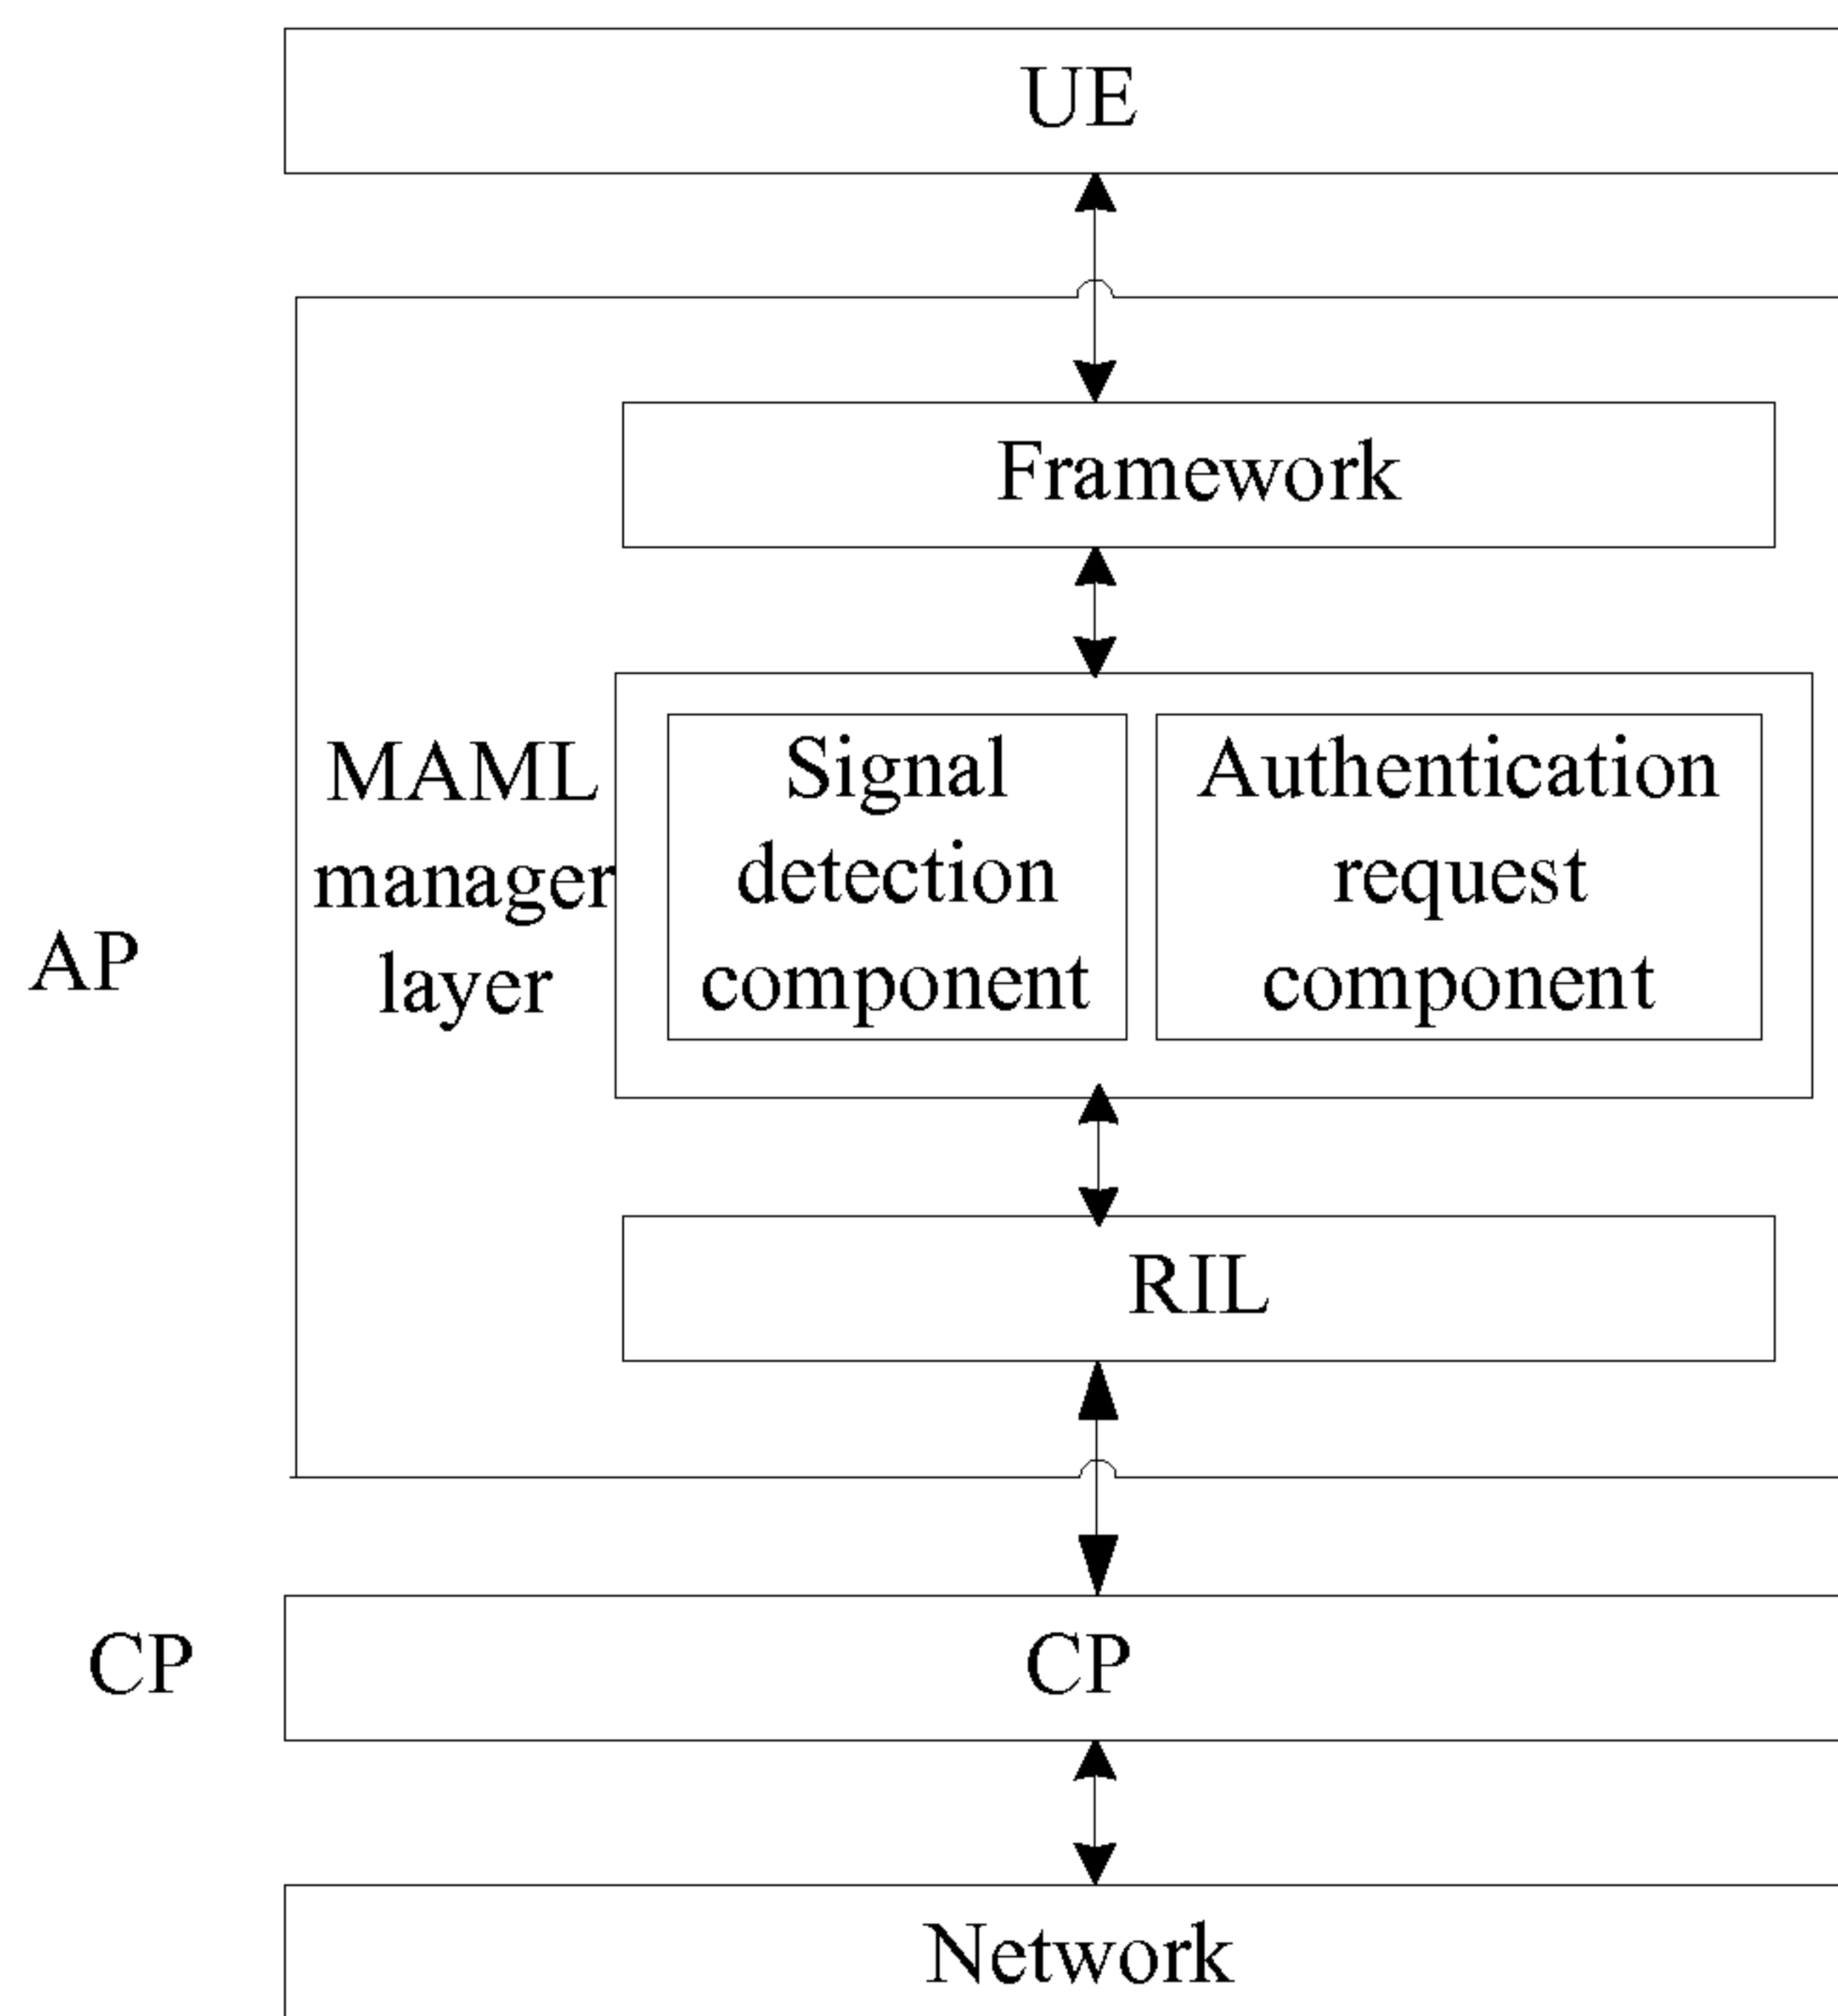 UE
Framework
MAML
manager
layer
Signal
detection
component
Authentication
request
component
AP
RIL
CP
CP
Network